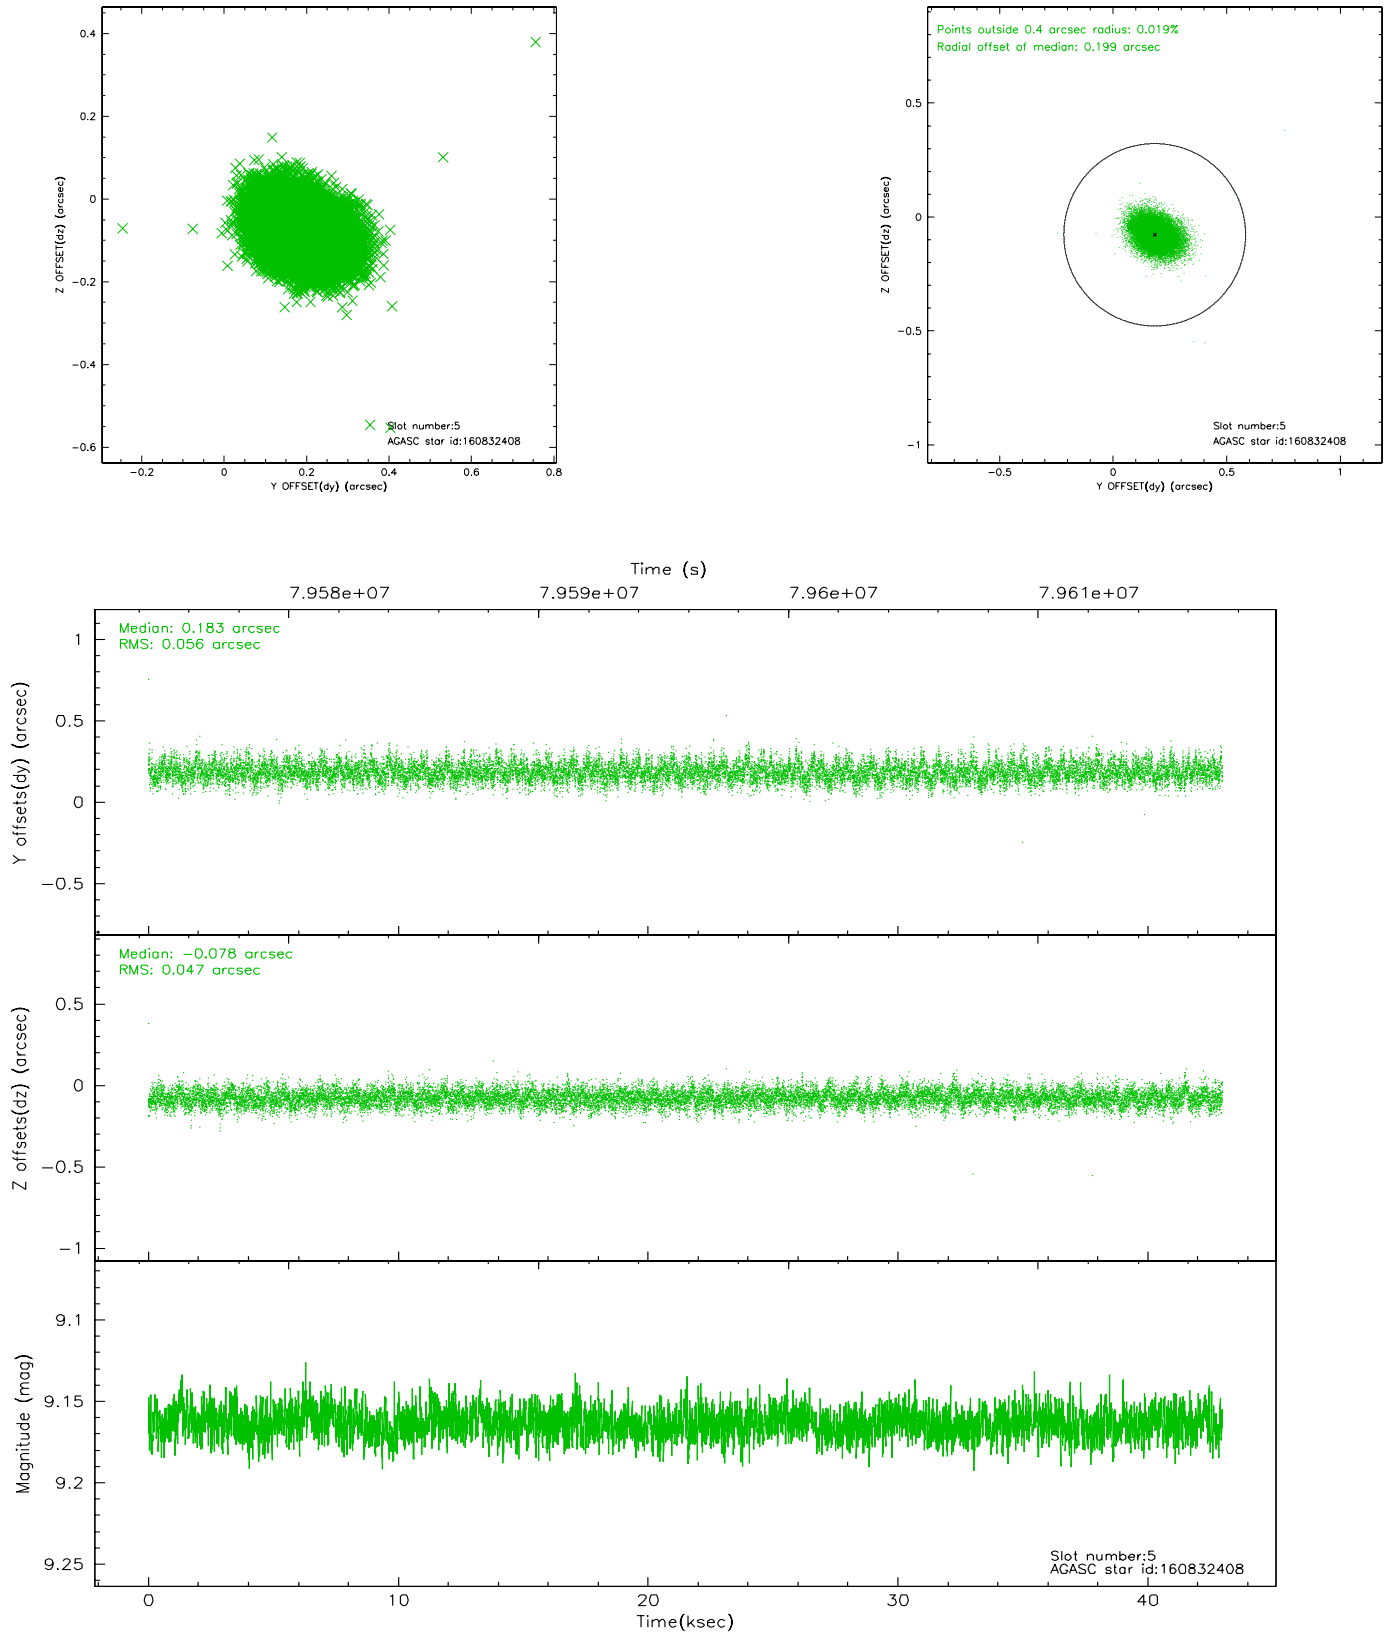 0.4
0.2
0
−0.2
−0.4
−0.6
Z OFFSET(dz) (arcsec)
−0.2 0 0.2 0.4 0.6 0.8
Y OFFSET(dy) (arcsec)
Slot number:5
AGASC star id:160832408
Points outside 0.4 arcsec radius: 0.019%
Radial offset of median: 0.199 arcsec
0.5
0
−0.5
−1
Z OFFSET(dz) (arcsec)
−0.5 0 0.5 1
Y OFFSET(dy) (arcsec)
Slot number:5
AGASC star id:160832408
Time (s)
7.958e+07 7.959e+07 7.96e+07 7.961e+07
Median: 0.183 arcsec
RMS: 0.056 arcsec
1
0.5
0
−0.5
Y offsets(dy) (arcsec)
Median: −0.078 arcsec
RMS: 0.047 arcsec
0.5
0
−0.5
−1
Z offsets(dz) (arcsec)
9.1
9.15
9.2
9.25
Magnitude (mag)
Slot number:5
AGASC star id:160832408
0 10 20 30 40
Time(ksec)